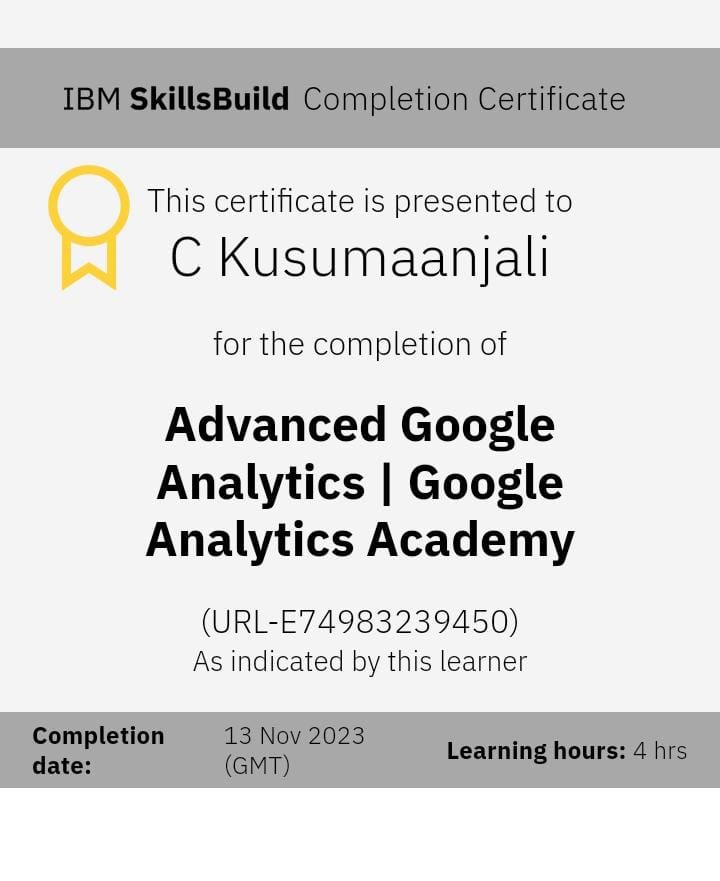 IBM SkillsBuild Completion Certificate
This certificate is presented to
C Kusumaanjali
for the completion of
Advanced Google
Analytics | Google
Analytics Academy
(URL-E74983239450)
As indicated by this learner
Completion date: 13 Nov 2023 (GMT) Learning hours: 4 hrs